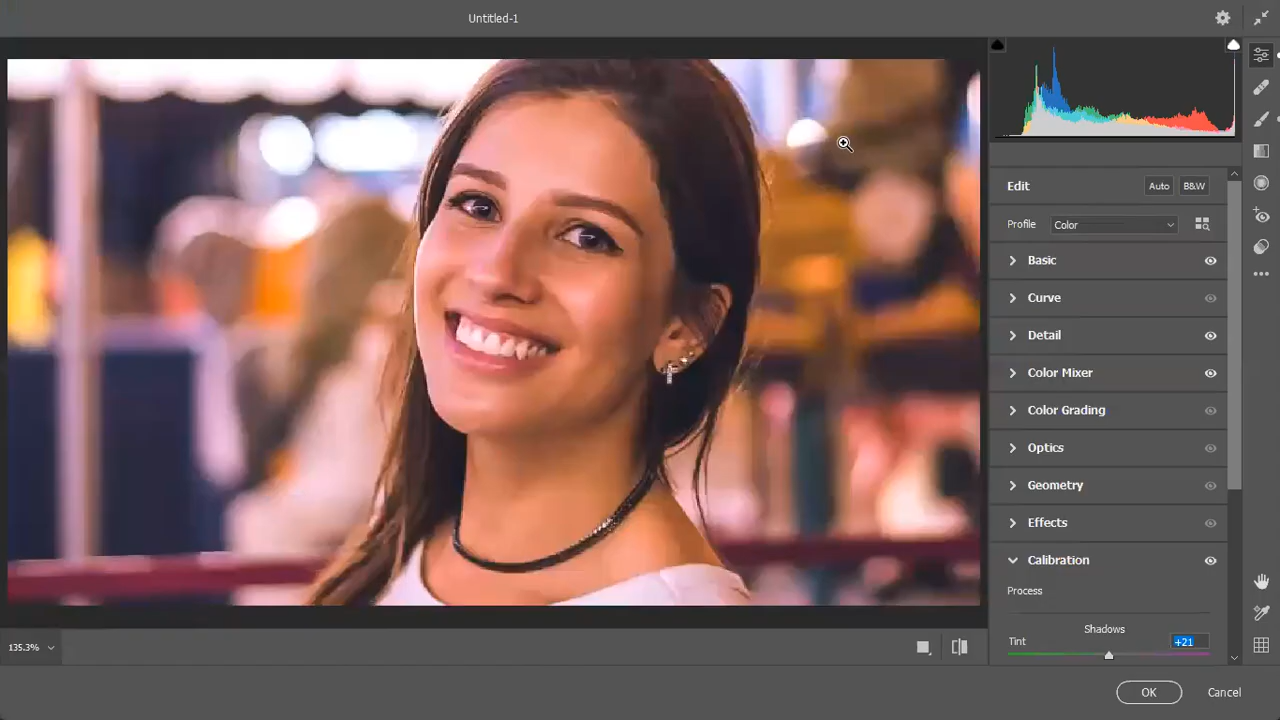 Untitled-1
Edit
Auto
B&W
Profile
Color
Basic
Curve
Detail
Color Mixer
Color Grading
Optics
Geometry
Effects
Calibration
Process
Shadows
Tint
+21
135.3%
OK
Cancel